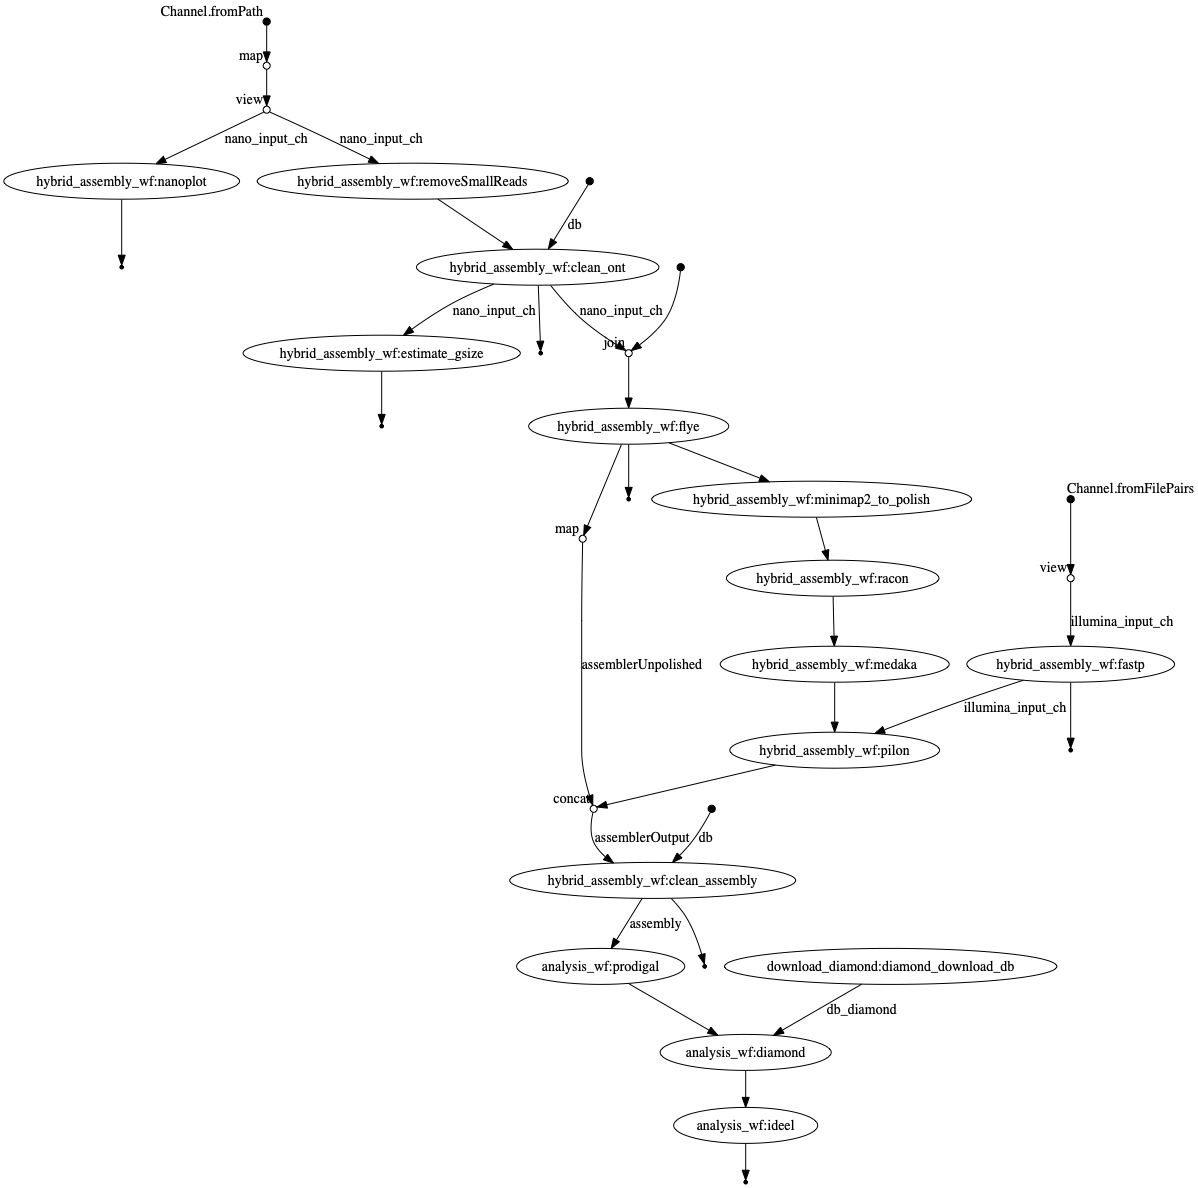 Channel.fromPath
map
view
nano_input_ch
nano_input_ch
hybrid_assembly_wf:nanoplot
hybrid_assembly_wf:removeSmallReads
db
hybrid_assembly_wf:clean_ont
nano_input_ch
nano_input_ch
join
hybrid_assembly_wf:estimate_gsize
hybrid_assembly_wf:flye
Channel.fromFilePairs
hybrid_assembly_wf:minimap2_to_polish
map
view
hybrid_assembly_wf:racon
illumina_input_ch
assemblerUnpolished
hybrid_assembly_wf:medaka
hybrid_assembly_wf:fastp
illumina_input_ch
hybrid_assembly_wf:pilon
concat
assemblerOutput
db
hybrid_assembly_wf:clean_assembly
assembly
analysis_wf:prodigal
download_diamond:diamond_download_db
db_diamond
analysis_wf:diamond
analysis_wf:ideel